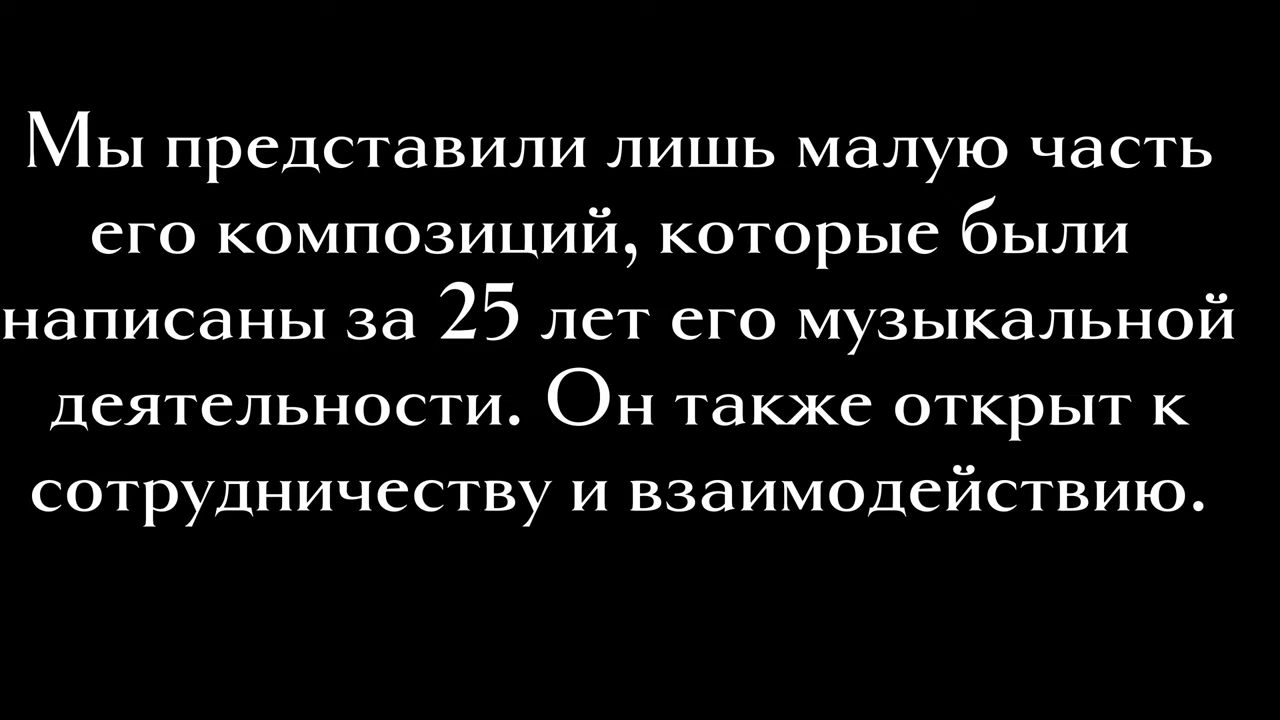 Мы представили лишь малую часть
его композиций, которые были
написаны за 25 лет его музыкальной
деятельности. Он также открыт к
сотрудничеству и взаимодействию.